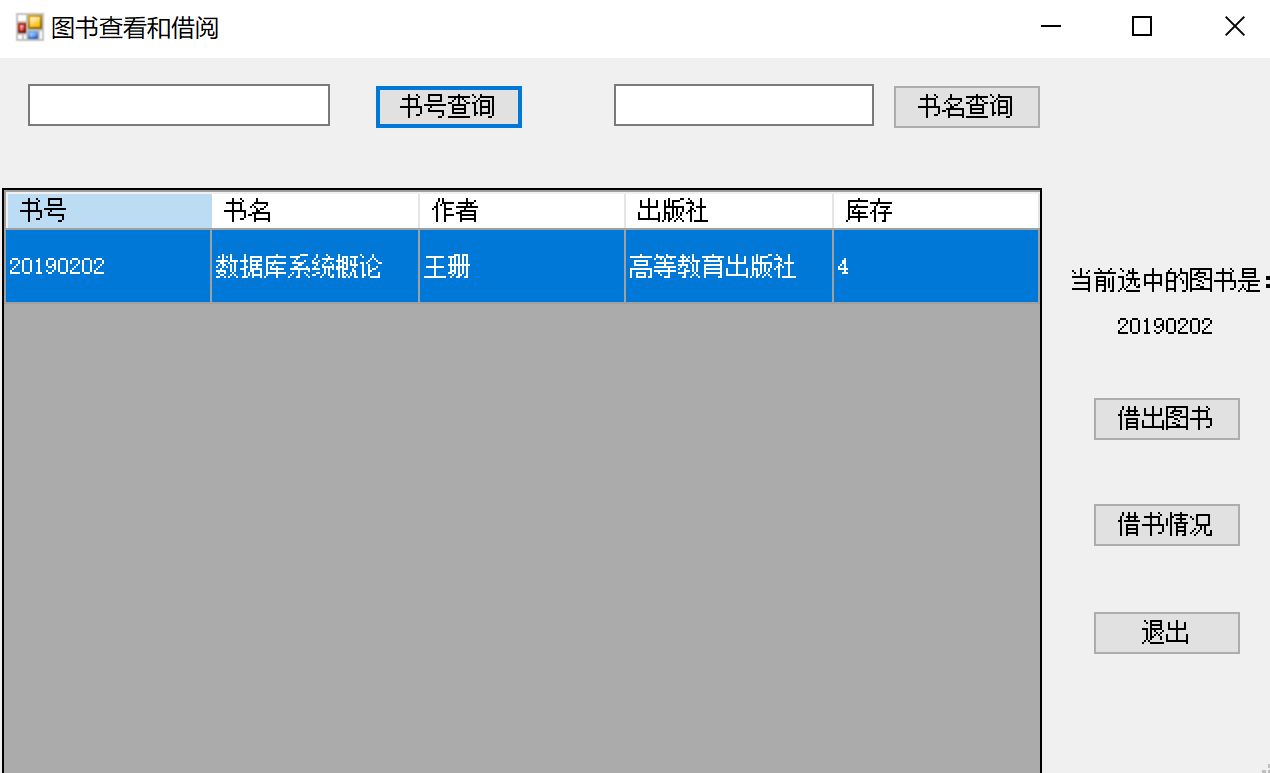 图书查看和借阅
书号查询 书名查询
书号 书名 作者 出版社 库存
20190202 数据库系统概论 王珊 高等教育出版社 4
当前选中的图书是：
20190202
借出图书
借书情况
退出